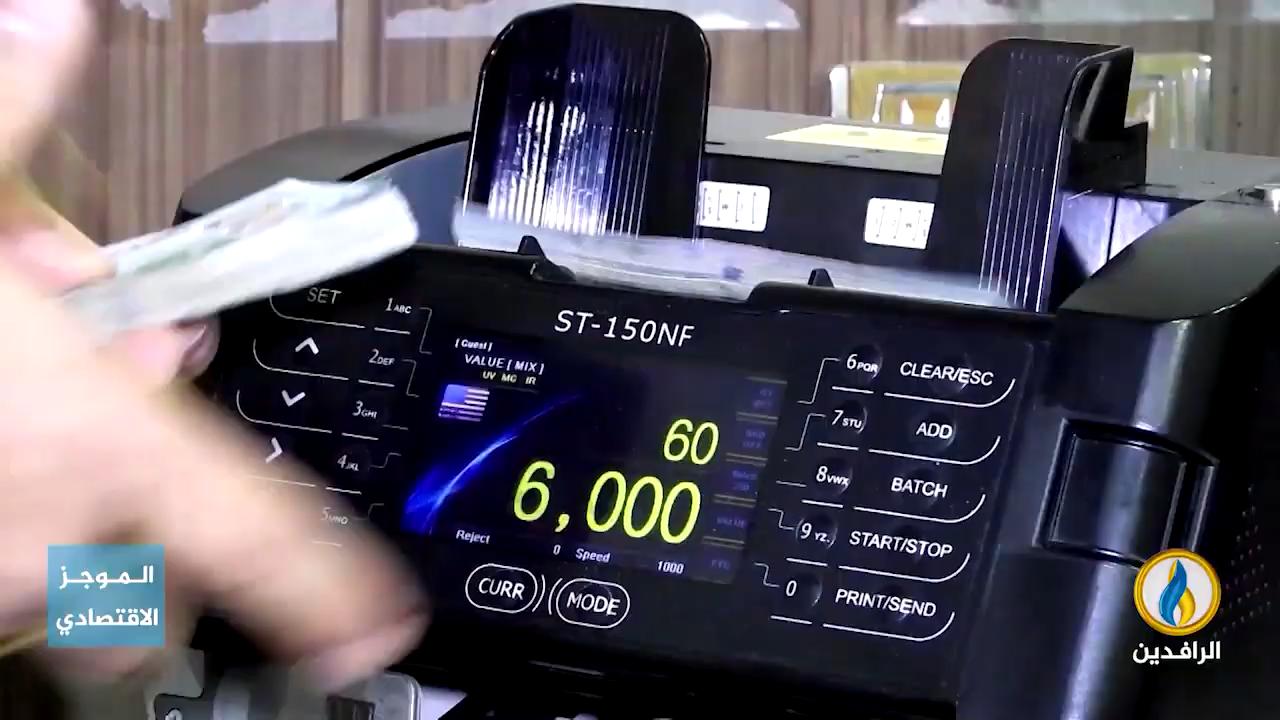 ST-150NF
SET
1ABC
2DEF
3GHI
4JKL
5MNO
[ Guest ]
VALUE [ MIX ]
UV MG IR
60
6,000
Reject 0 Speed 1000
CURR
MODE
6PQR CLEAR/ESC
7STU ADD
8VWX BATCH
9YZ. START/STOP
0 PRINT/SEND
الموجز
الاقتصادي
الرافدين